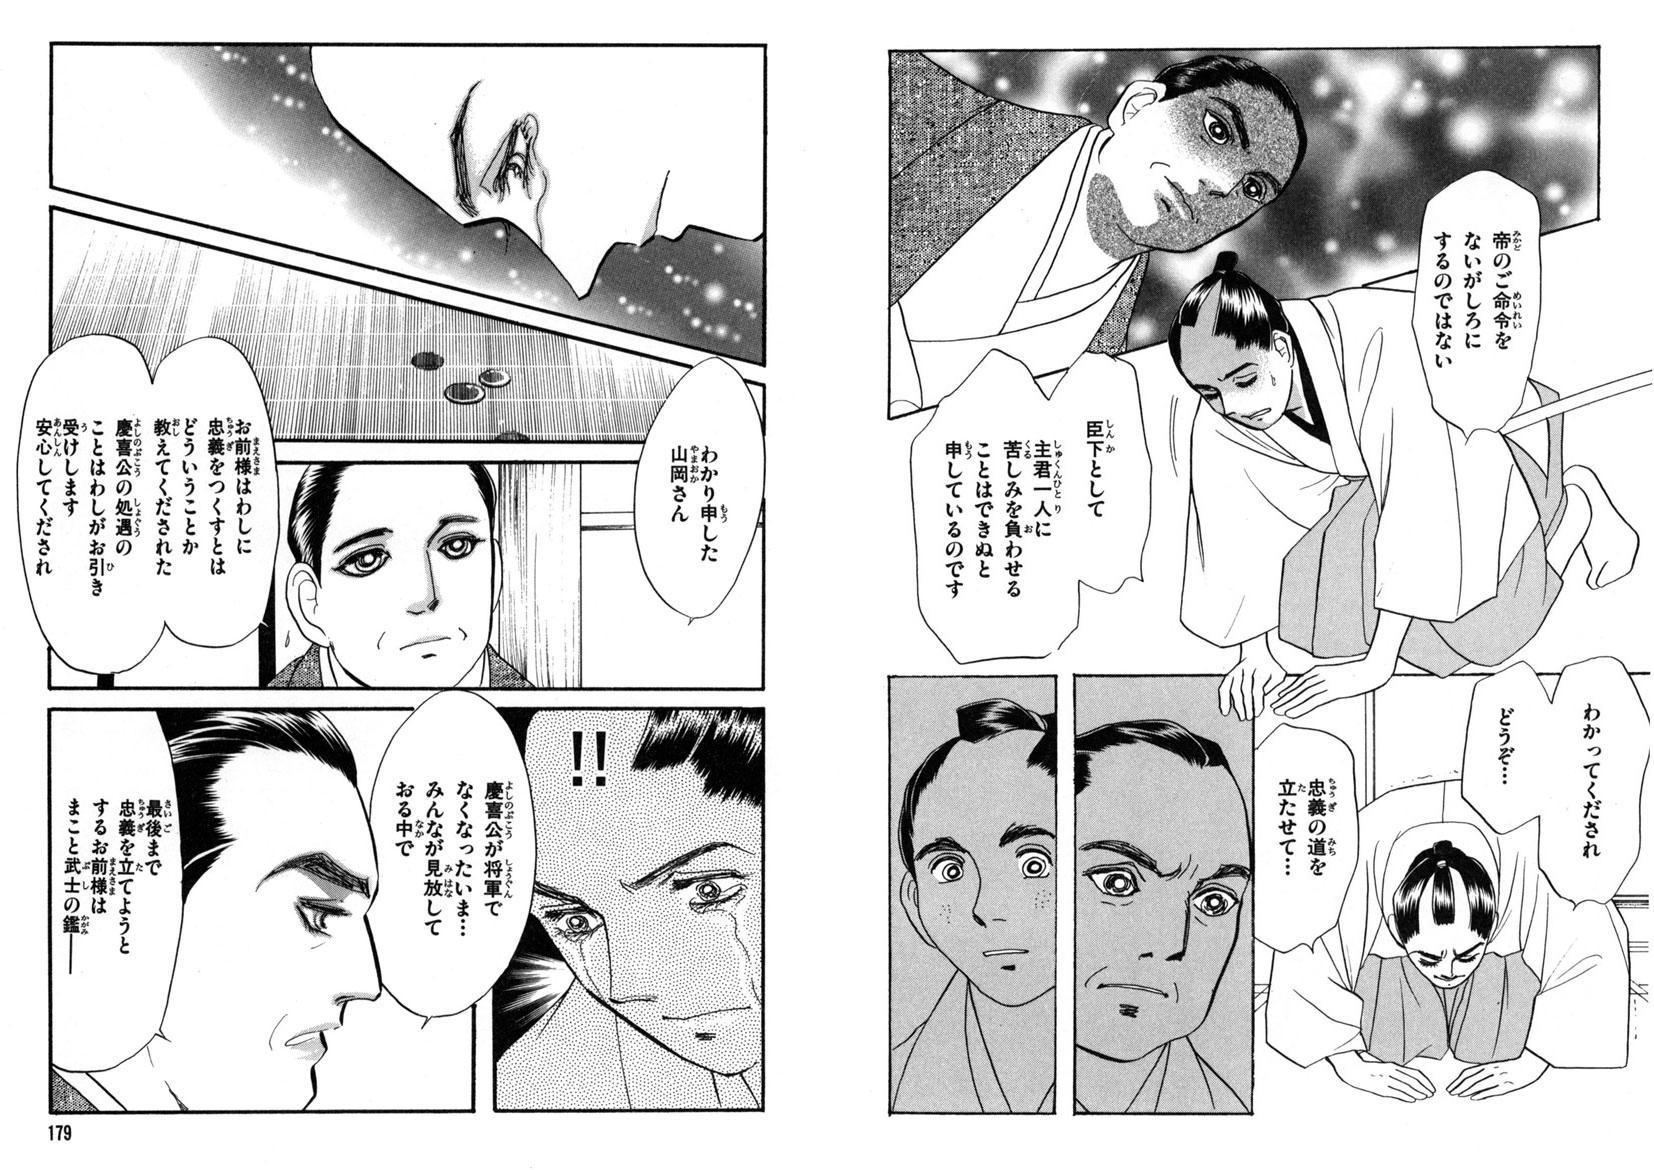 帝のご命令を
ないがしろに
するのではない
臣下として
主君一人に
苦しみを負わせる
ことはできぬと
申しているのです
わかってくだされ
どうぞ…
忠義の道を
立たせて…
わかり申した
山岡さん
お前様はわしに
忠義をつくすとは
どういうことか
教えてくだされた
慶喜公の処遇の
ことはわしがお引き
受けします
安心してくだされ
!!
慶喜公が将軍で
なくなったいま…
みんなが見放して
おる中で
最後まで
忠義を立てようと
するお前様は
まこと武士の鑑――
179